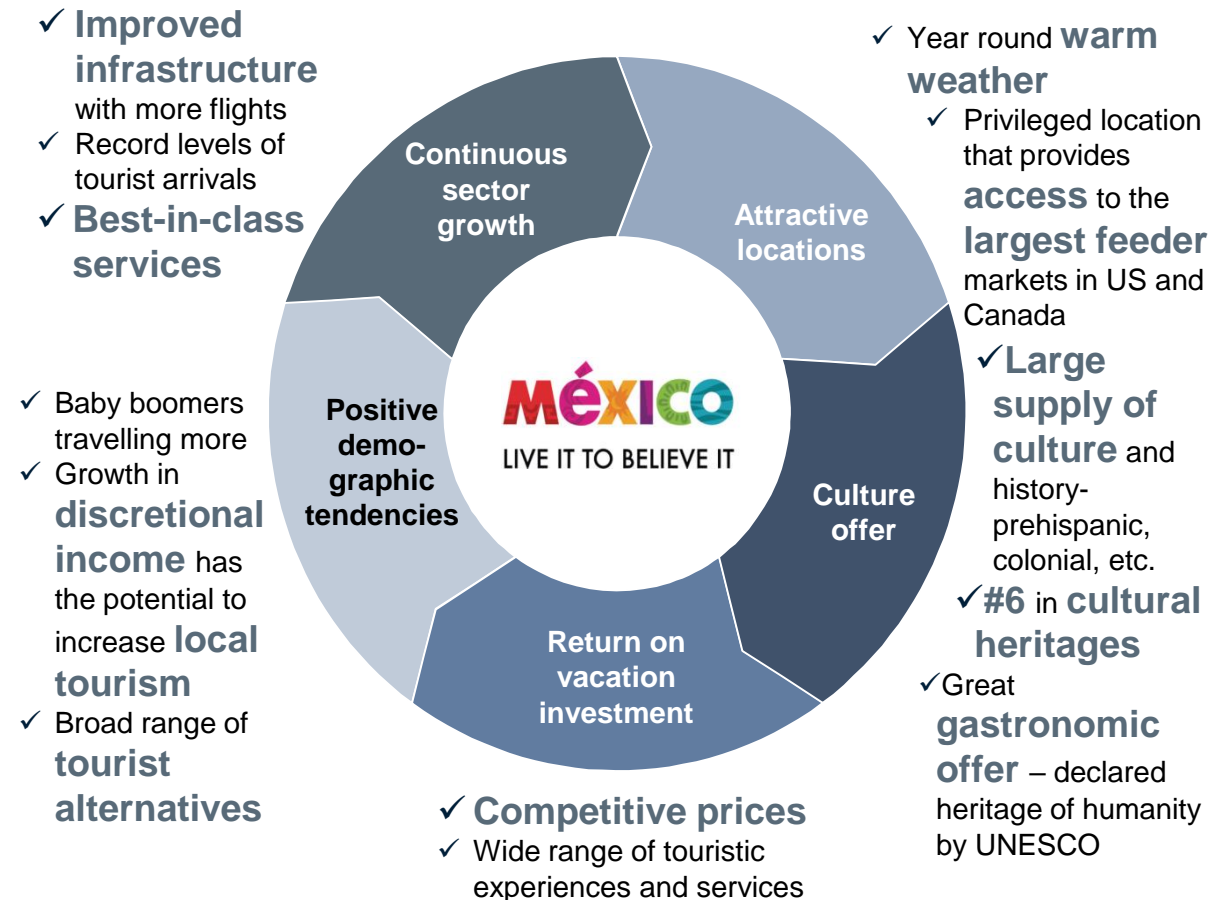 ✓ Improved
infrastructure
with more flights
✓ Record levels of
tourist arrivals
✓ Best-in-class
services
Continuous
sector
growth
✓ Year round warm
weather
✓ Privileged location
that provides
access to the
largest feeder
markets in US and
Canada
Attractive
locations
✓Large
supply of
culture and
history-
prehispanic,
colonial, etc.
✓#6 in cultural
heritages
✓Great
gastronomic
offer – declared
heritage of humanity
by UNESCO
Culture
offer
Return on
vacation
investment
✓ Competitive prices
✓ Wide range of touristic
experiences and services
✓ Baby boomers
travelling more
✓ Growth in
discretional
income has
the potential to
increase local
tourism
✓ Broad range of
tourist
alternatives
Positive
demo-
graphic
tendencies
MéXICO
LIVE IT TO BELIEVE IT